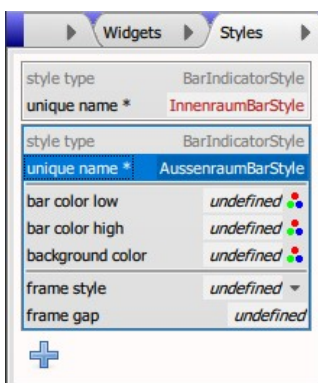 Widgets Styles
style type BarIndicatorStyle
unique name * InnenraumBarStyle
style type BarIndicatorStyle
unique name * AussenraumBarStyle
bar color low undefined
bar color high undefined
background color undefined
frame style undefined
frame gap undefined